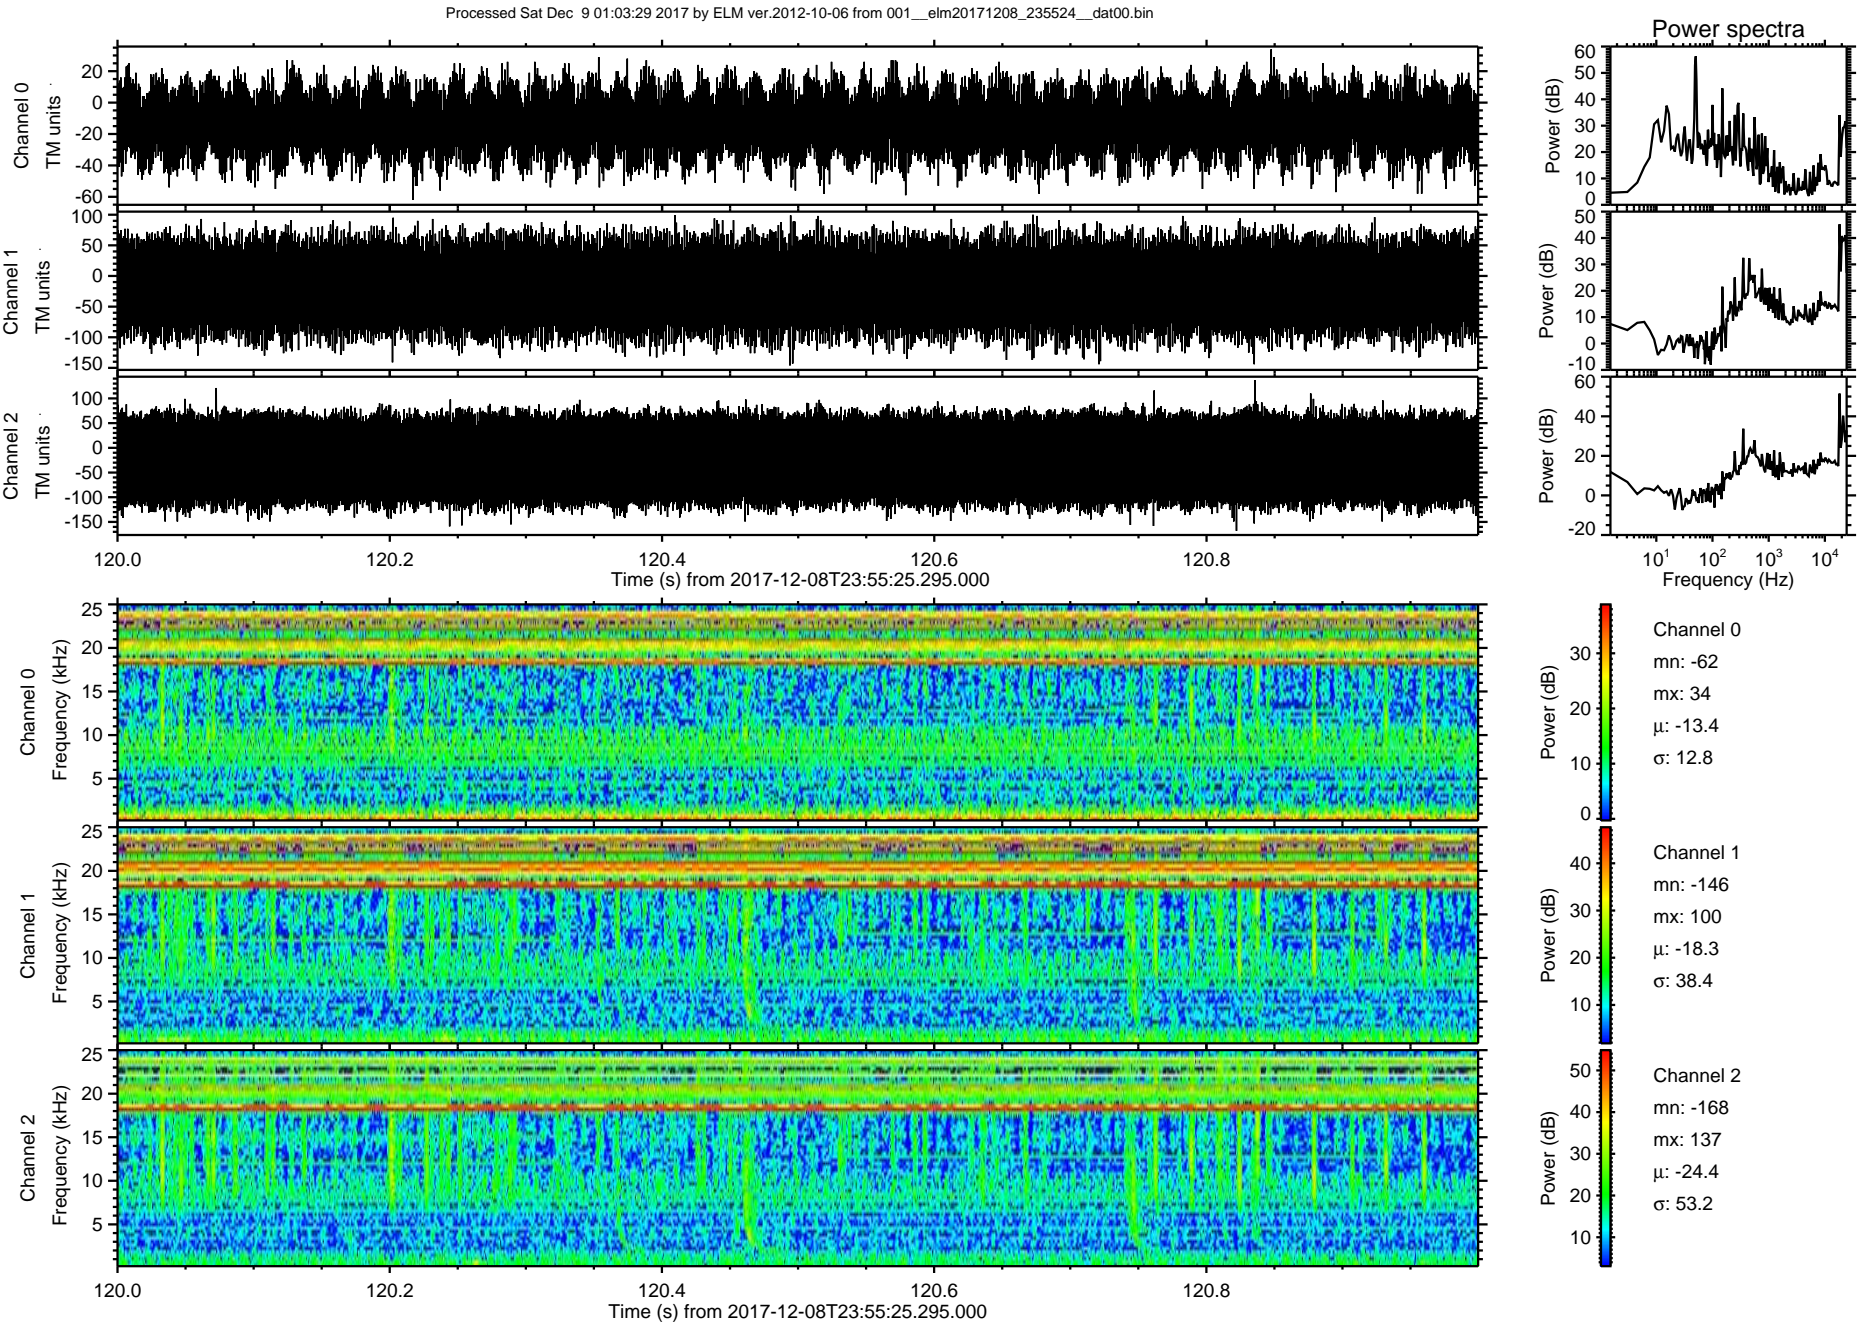 Processed Sat Dec  9 01:03:29 2017 by ELM ver.2012-10-06 from 001__elm20171208_235524__dat00.bin
Power spectra
Channel 0
TM units
20
0
-20
-40
-60
Power (dB)
60
50
40
30
20
10
0
Channel 1
TM units
100
50
0
-50
-100
-150
Power (dB)
50
40
30
20
10
0
-10
Channel 2
TM units
100
50
0
-50
-100
-150
Power (dB)
60
40
20
0
-20
120.0 120.2 120.4 120.6 120.8
Time (s) from 2017-12-08T23:55:25.295.000
10¹ 10² 10³ 10⁴
Frequency (Hz)
Channel 0
Frequency (kHz)
25
20
15
10
5
Power (dB)
30
20
10
0
Channel 0
mn: -62
mx: 34
μ: -13.4
σ: 12.8
Channel 1
Frequency (kHz)
25
20
15
10
5
Power (dB)
40
30
20
10
Channel 1
mn: -146
mx: 100
μ: -18.3
σ: 38.4
Channel 2
Frequency (kHz)
25
20
15
10
5
Power (dB)
50
40
30
20
10
Channel 2
mn: -168
mx: 137
μ: -24.4
σ: 53.2
120.0 120.2 120.4 120.6 120.8
Time (s) from 2017-12-08T23:55:25.295.000